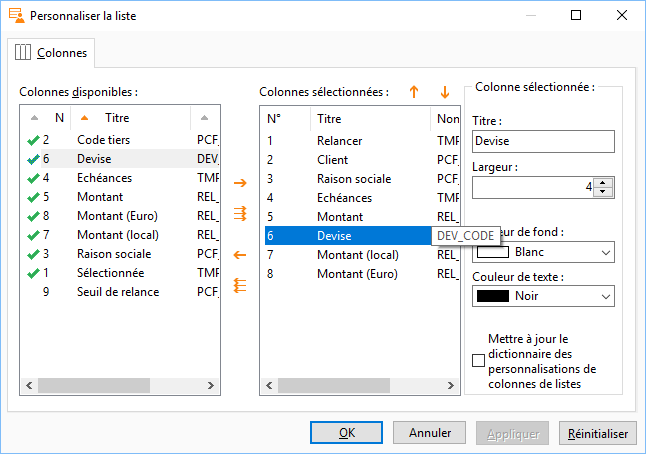 Personnaliser la liste
Colonnes
Colonnes disponibles :
N Titre
2 Code tiers PCF_
6 Devise DEV_
4 Echéances TMP
5 Montant REL_
8 Montant (Euro) REL_
7 Montant (local) REL_
3 Raison sociale PCF_
1 Sélectionnée TMP
9 Seuil de relance PCF_
Colonnes sélectionnées :
N° Titre Non
1 Relancer TMP
2 Client PCF_
3 Raison sociale PCF_
4 Echéances TMP
5 Montant REL_
6 Devise DEV_CODE
7 Montant (local) REL_
8 Montant (Euro) REL_
Colonne sélectionnée :
Titre :
Devise
Largeur :
4
ur de fond :
Blanc
Couleur de texte :
Noir
Mettre à jour le
dictionnaire des
personnalisations de
colonnes de listes
OK Annuler Appliquer Réinitialiser